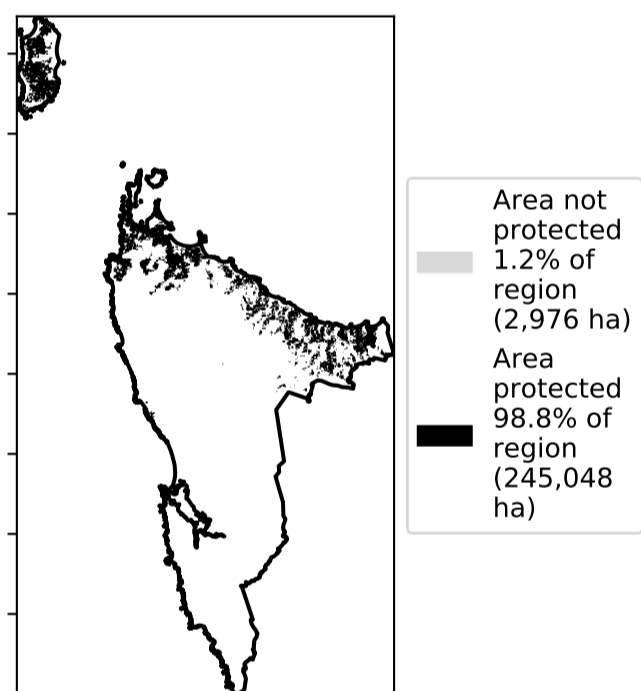 Area not
protected
1.2% of
region
(2,976 ha)
Area
protected
98.8% of
region
(245,048
ha)